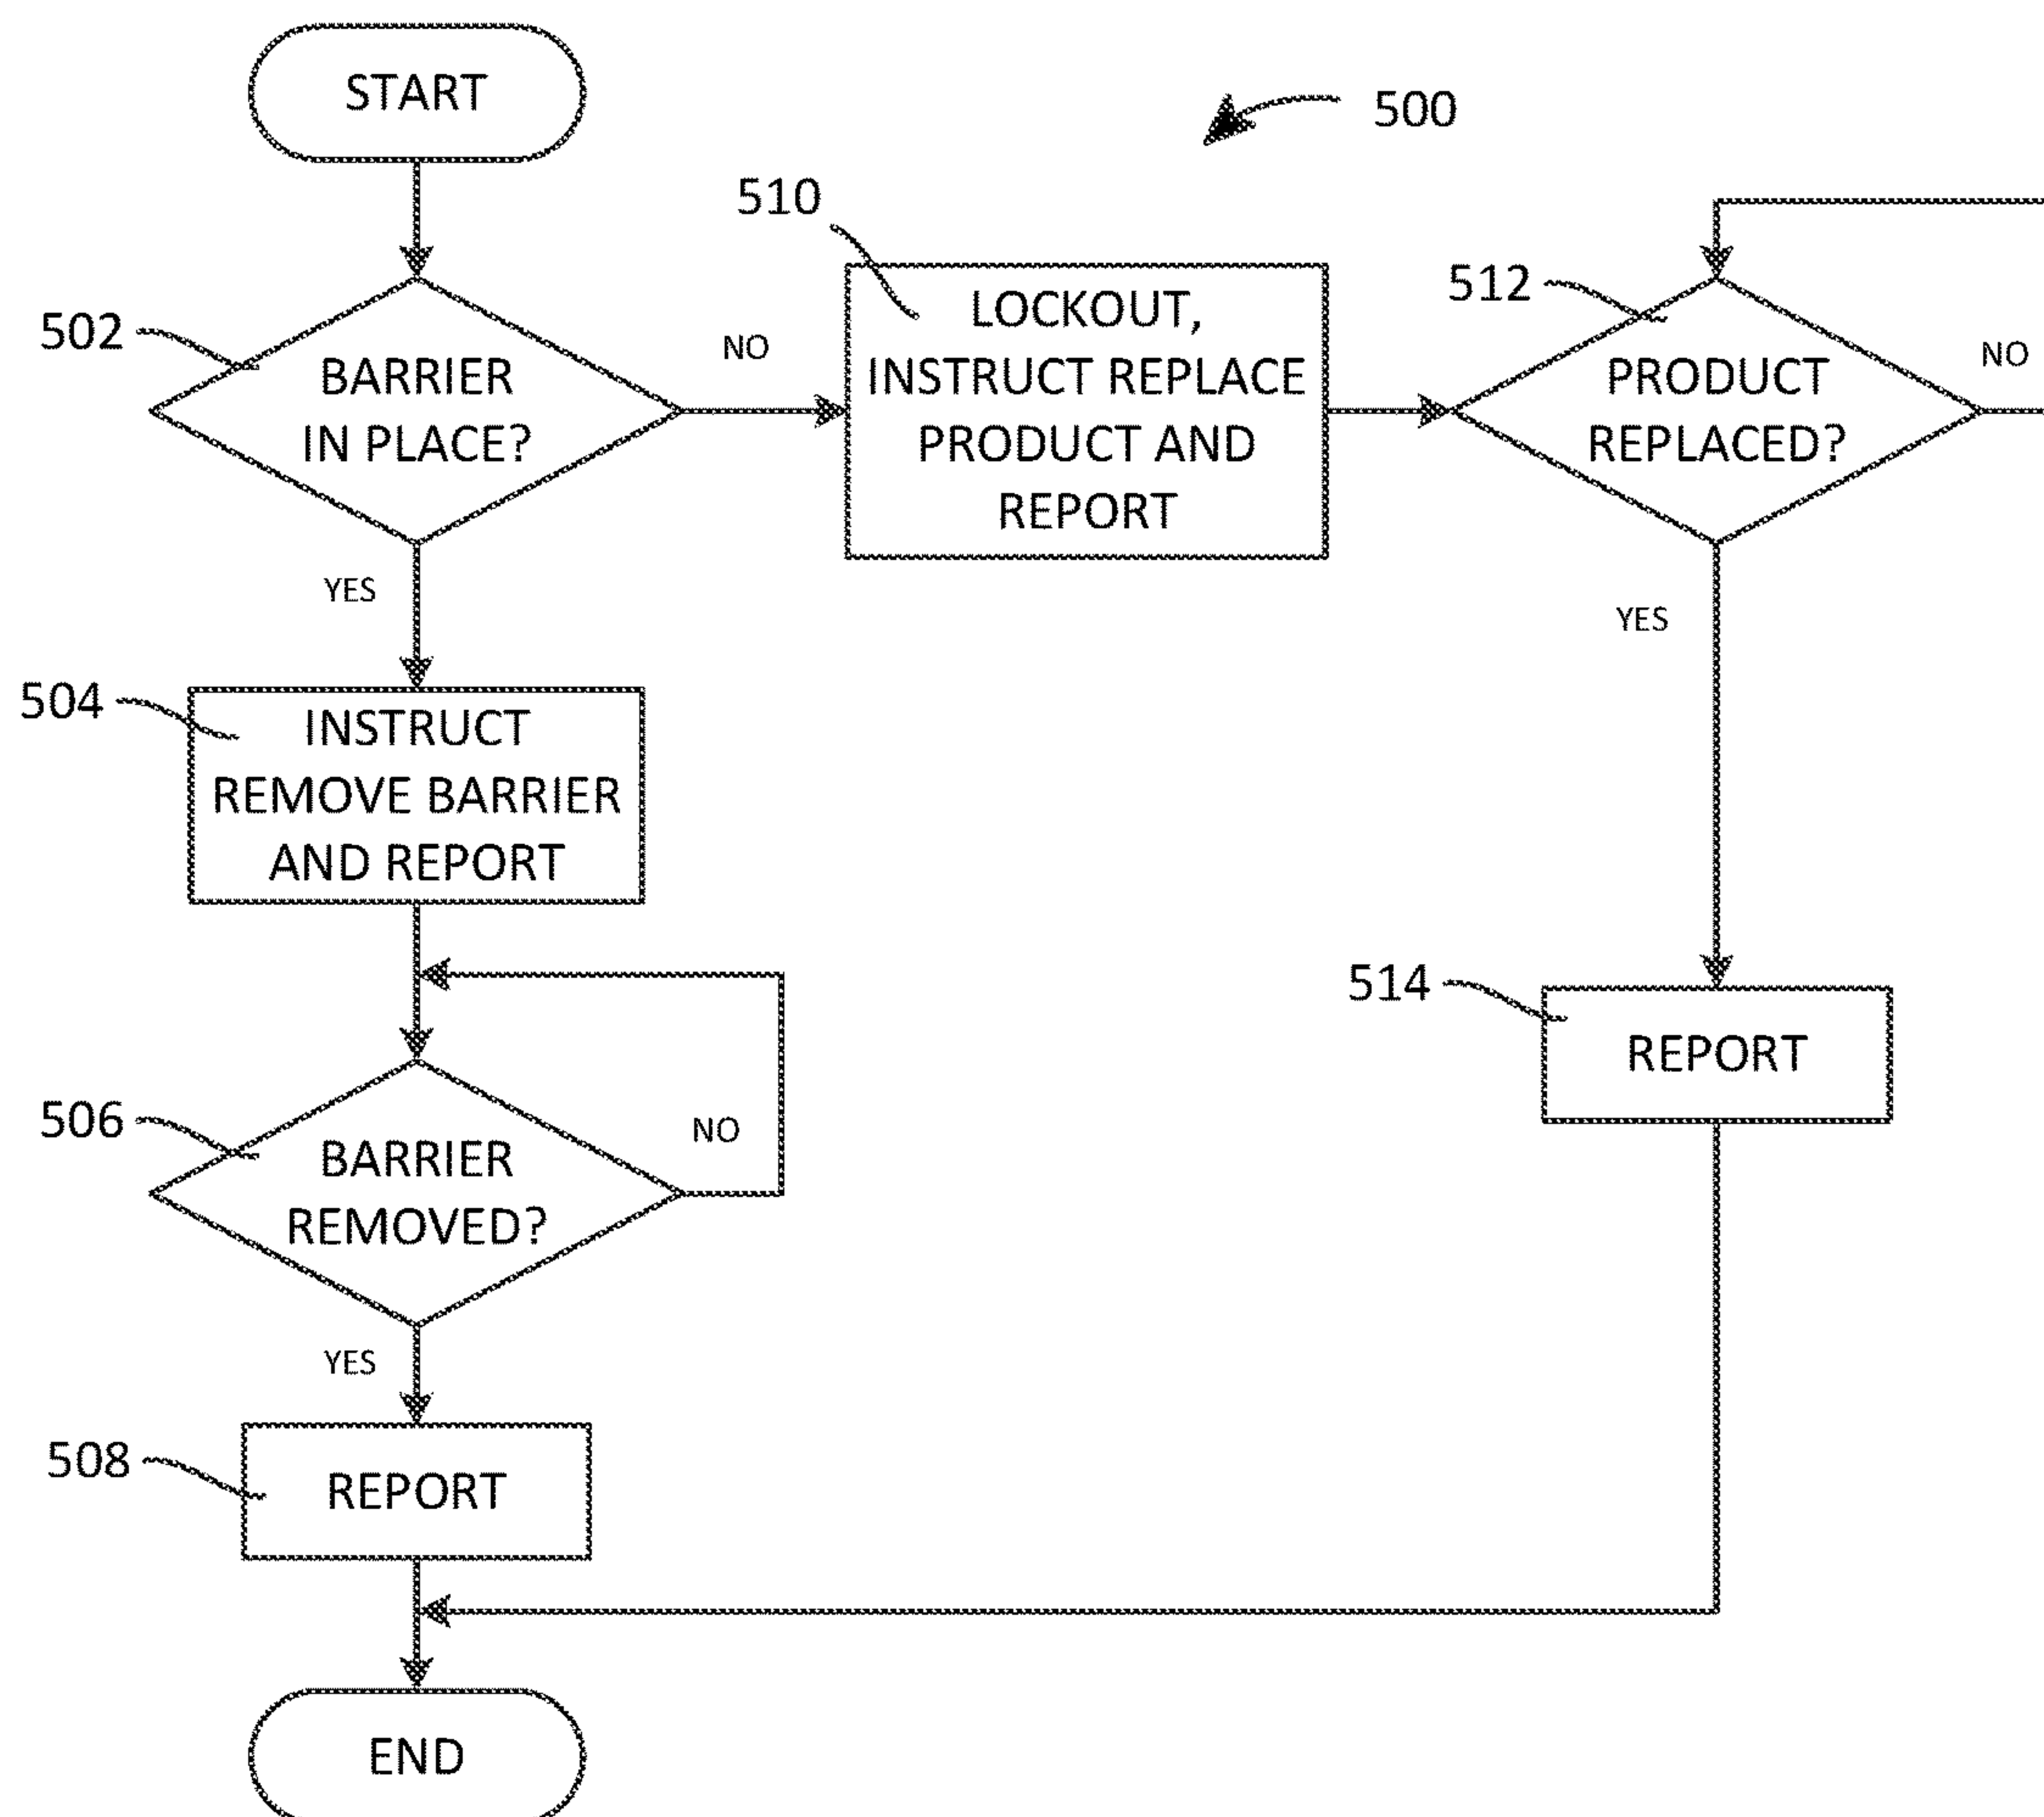 START
500
510
502
BARRIER
IN PLACE?
NO
LOCKOUT,
INSTRUCT REPLACE
PRODUCT AND
REPORT
512
PRODUCT
REPLACED?
NO
YES
YES
504
INSTRUCT
REMOVE BARRIER
AND REPORT
506
BARRIER
REMOVED?
NO
514
REPORT
YES
508
REPORT
END